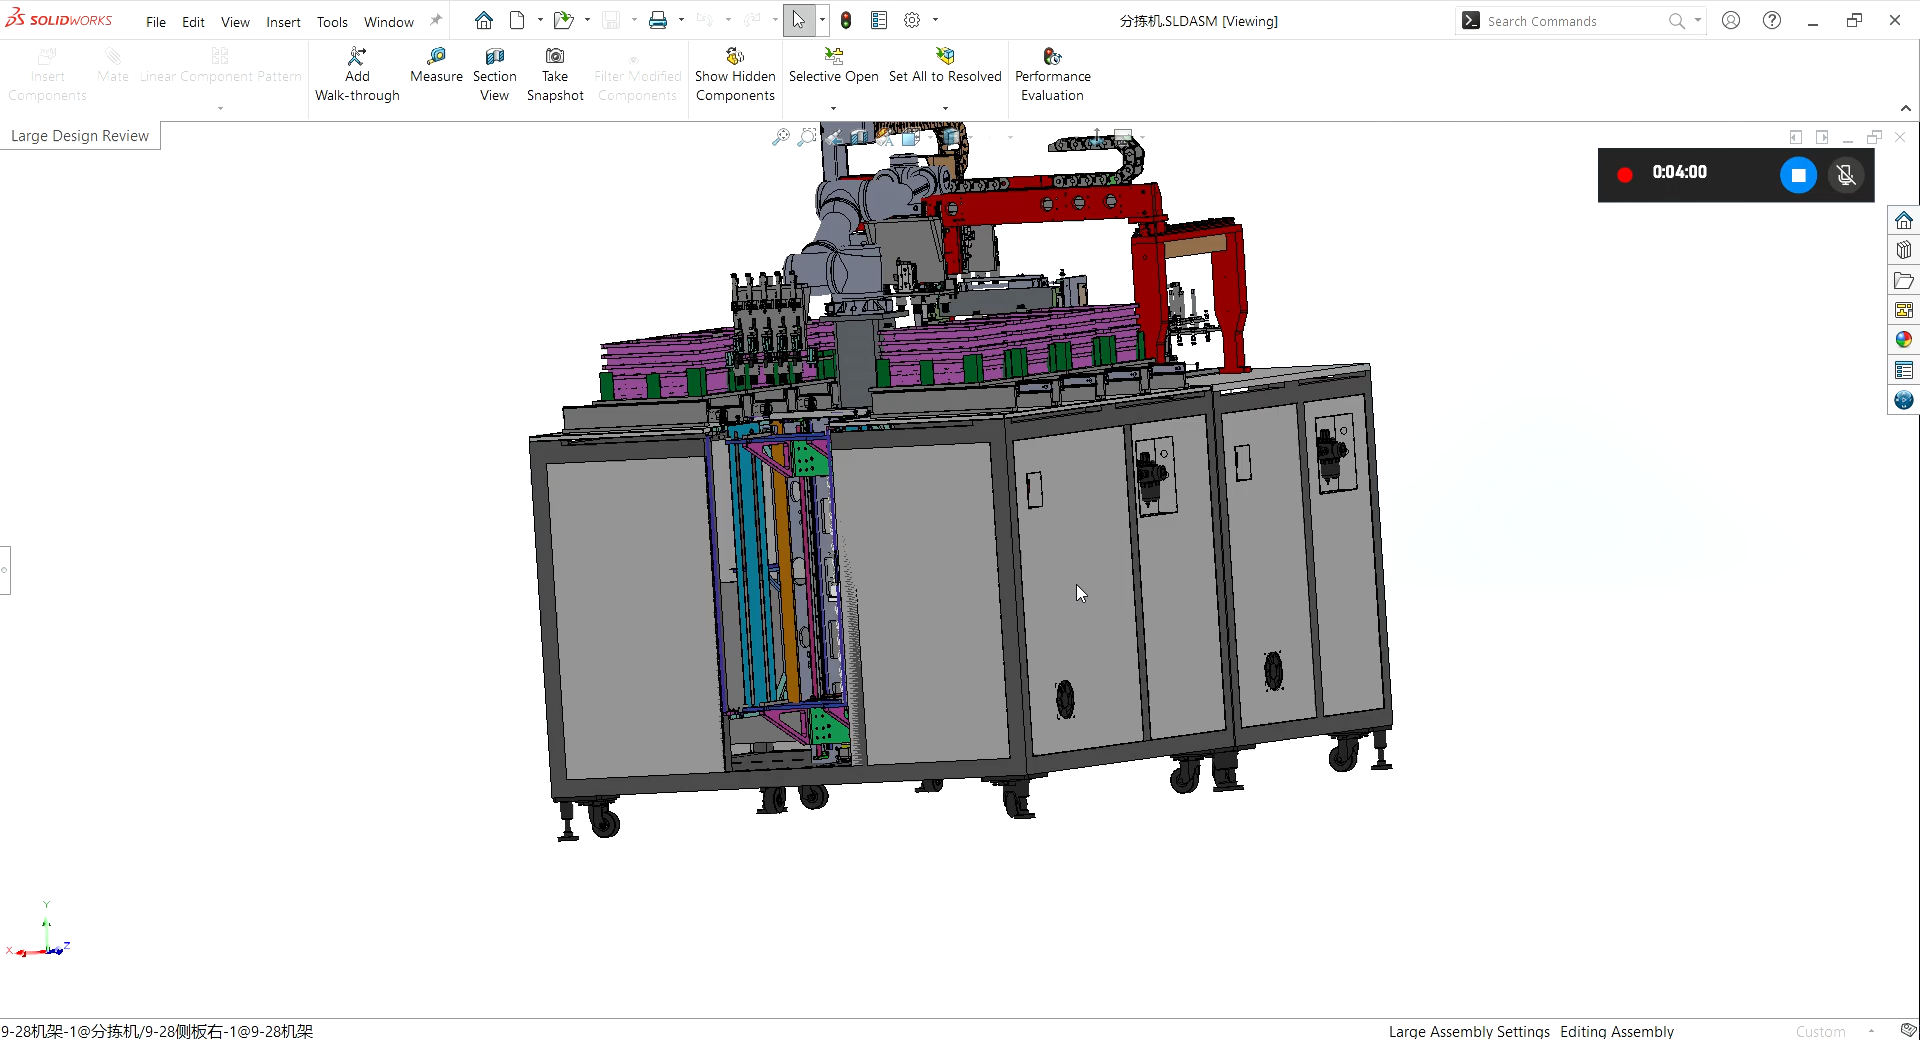 SOLIDWORKS File Edit View Insert Tools Window 分拣机.SLDASM [Viewing] Search Commands
Insert Components
Mate
Linear Component Pattern
Add Walk-through
Measure
Section View
Take Snapshot
Filter Modified Components
Show Hidden Components
Selective Open
Set All to Resolved
Performance Evaluation
Large Design Review
0:04:00
Y
X
Z
9-28机架-1@分拣机/9-28侧板右-1@9-28机架 Large Assembly Settings Editing Assembly Custom